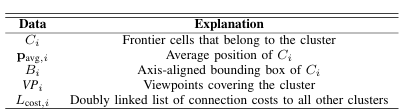 Data Explanation
C_i Frontier cells that belong to the cluster
p_avg,i Average position of C_i
B_i Axis-aligned bounding box of C_i
VP_i Viewpoints covering the cluster
L_cost,i Doubly linked list of connection costs to all other clusters